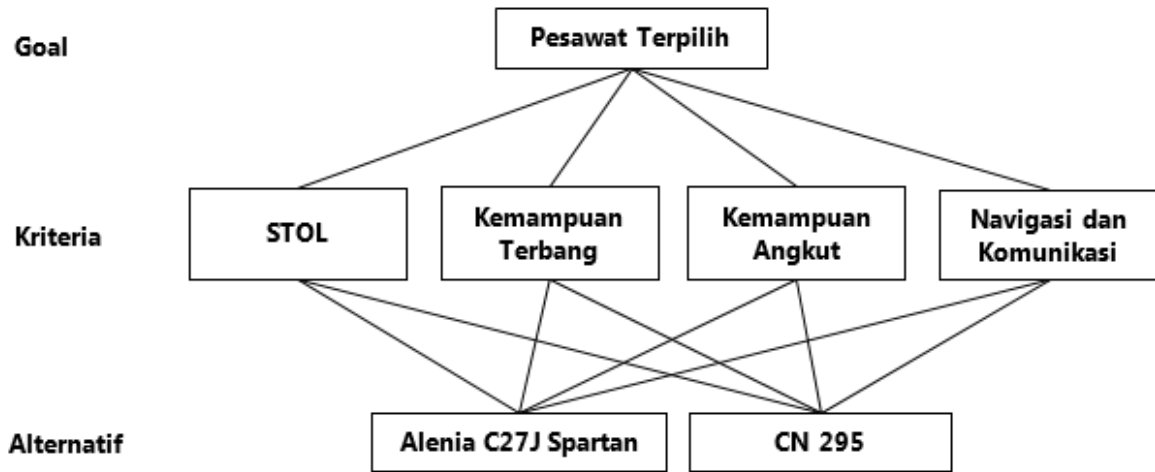 Goal
Pesawat Terpilih
Kriteria
STOL
Kemampuan
Terbang
Kemampuan
Angkut
Navigasi dan
Komunikasi
Alternatif
Alenia C27J Spartan
CN 295